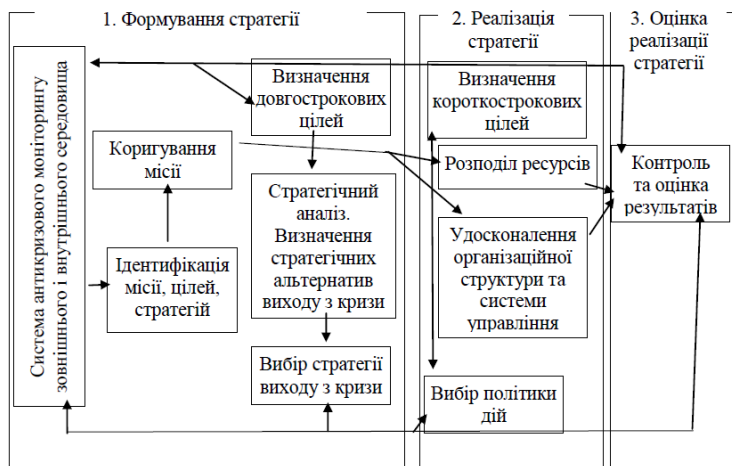 1. Формування стратегії
2. Реалізація
стратегії
3. Оцінка
реалізації
стратегії
Система антикризового моніторингу
зовнішнього і внутрішнього середовища
Визначення
довгострокових
цілей
Визначення
короткострокових
цілей
Коригування
місії
Розподіл ресурсів
Контроль
та оцінка
результатів
Стратегічний
аналіз.
Визначення
стратегічних
альтернатив
виходу з кризи
Удосконалення
організаційної
структури та
системи
управління
Ідентифікація
місії, цілей,
стратегій
Вибір стратегії
виходу з кризи
Вибір політики
дій